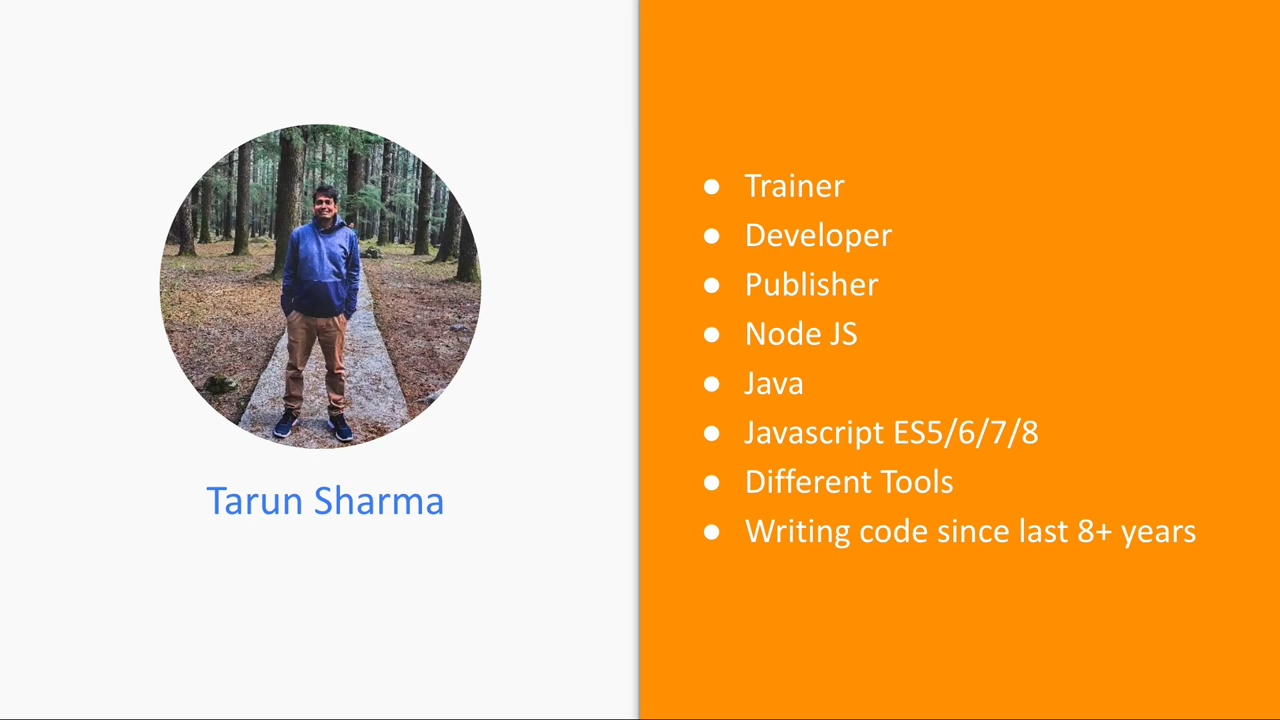 Tarun Sharma
● Trainer
● Developer
● Publisher
● Node JS
● Java
● Javascript ES5/6/7/8
● Different Tools
● Writing code since last 8+ years